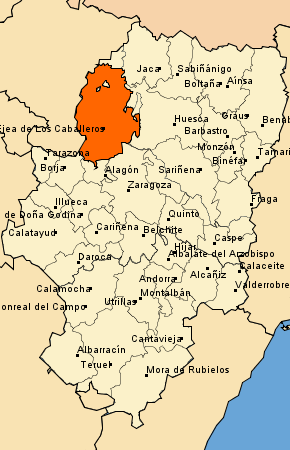 Jaca
Sabiñánigo
Boltaña
Aínsa
Huesca
Graus
Benab
Ejea de Los Caballeros
Barbastro
Monzón
Tarazona
Binéfar
Tamari
Borja
Alagón
Sariñena
Zaragoza
Fraga
Illueca
de Doña Godina
Quinto
Calatayud
Cariñena
Belchite
Caspe
Híjar
Daroca
Albalate del Arzobispo
Calaceite
Andorra
Alcañiz
Calamocha
Montalbán
Valderrobre
onreal del Campo
Utrillas
Cantavieja
Albarracín
Teruel
Mora de Rubielos